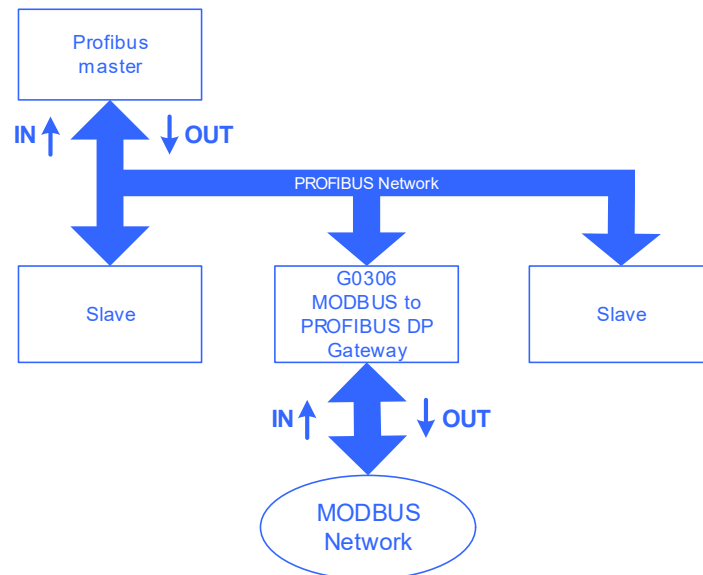 Profibus
master
IN
OUT
PROFIBUS Network
Slave
G0306
MODBUS to
PROFIBUS DP
Gateway
Slave
IN
OUT
MODBUS
Network